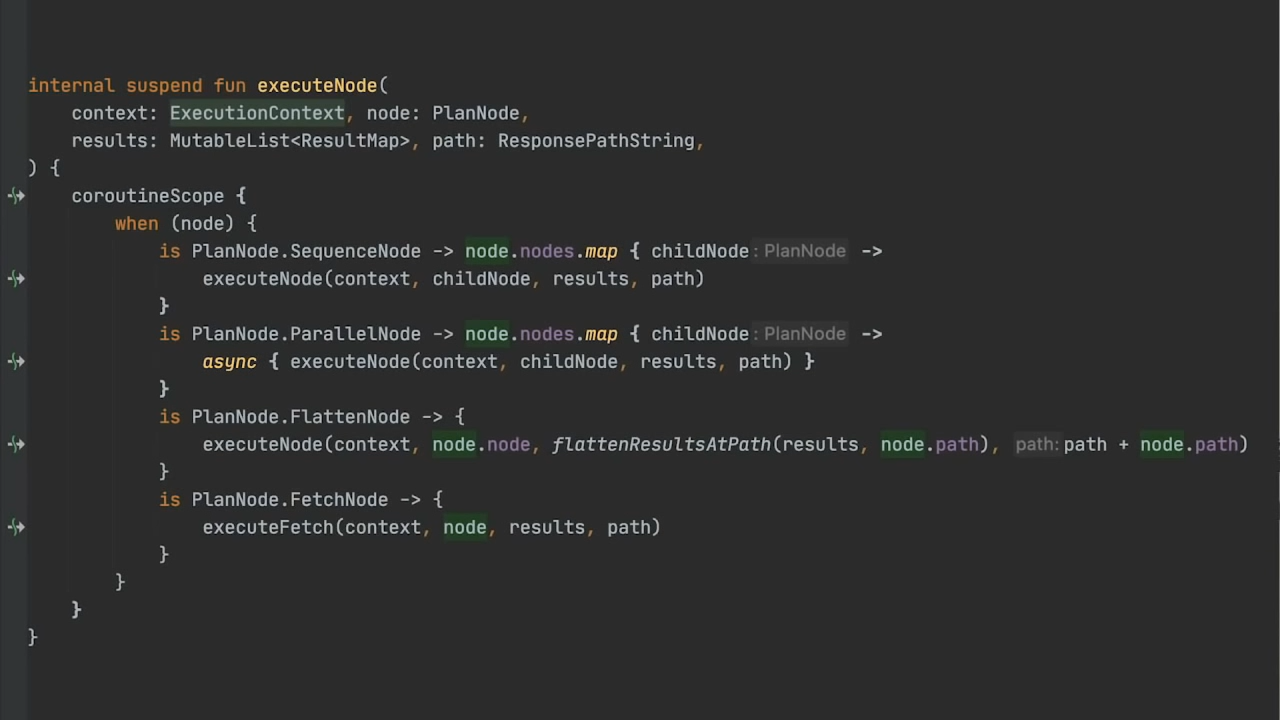 internal suspend fun executeNode(
    context: ExecutionContext, node: PlanNode,
    results: MutableList<ResultMap>, path: ResponsePathString,
) {
    coroutineScope {
        when (node) {
            is PlanNode.SequenceNode -> node.nodes.map { childNode : PlanNode ->
                executeNode(context, childNode, results, path)
            }
            is PlanNode.ParallelNode -> node.nodes.map { childNode : PlanNode ->
                async { executeNode(context, childNode, results, path) }
            }
            is PlanNode.FlattenNode -> {
                executeNode(context, node.node, flattenResultsAtPath(results, node.path), path: path + node.path)
            }
            is PlanNode.FetchNode -> {
                executeFetch(context, node, results, path)
            }
        }
    }
}